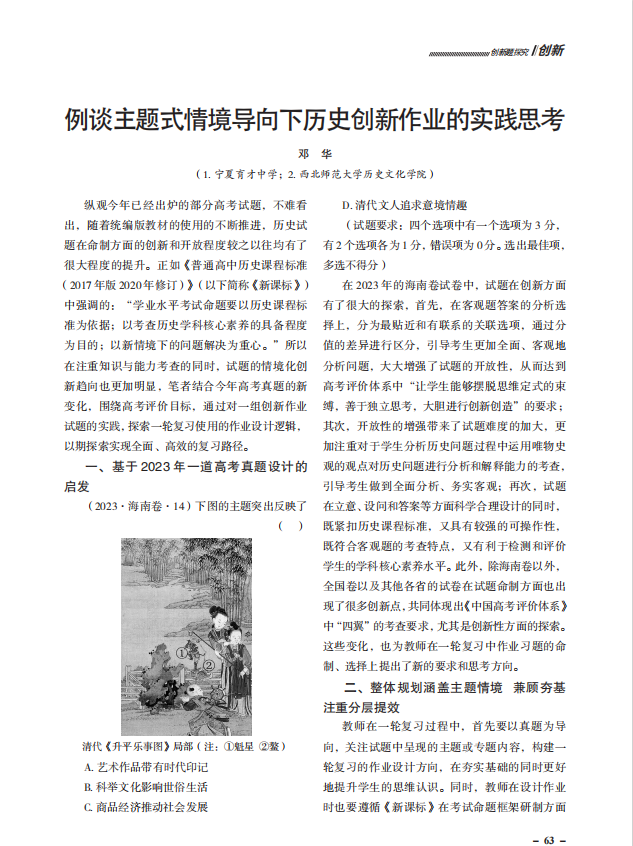 创新题探究 创新
例谈主题式情境导向下历史创新作业的实践思考
邓 华
（1. 宁夏育才中学；2. 西北师范大学历史文化学院）
纵观今年已经出炉的部分高考试题，不难看
出，随着统编版教材的使用的不断推进，历史试
题在命制方面的创新和开放程度较之以往均有了
很大程度的提升。正如《普通高中历史课程标准
（2017 年版 2020 年修订）》（以下简称《新课标》）
中强调的：“学业水平考试命题要以历史课程标
准为依据；以考查历史学科核心素养的具备程度
为目的；以新情境下的问题解决为重心。”所以
在注重知识与能力考查的同时，试题的情境化创
新趋向也更加明显，笔者结合今年高考真题的新
变化，围绕高考评价目标，通过对一组创新作业
试题的实践，探索一轮复习使用的作业设计逻辑，
以期探索实现全面、高效的复习路径。
一、基于 2023 年一道高考真题设计的
启发
（2023·海南卷·14）下图的主题突出反映了
（ ）
①
②
清代《升平乐事图》局部（注：①魁星 ②鳌）
A. 艺术作品带有时代印记
B. 科举文化影响世俗生活
C. 商品经济推动社会发展
D. 清代文人追求意境情趣
（试题要求：四个选项中有一个选项为 3 分，
有 2 个选项各为 1 分，错误项为 0 分。选出最佳项，
多选不得分）
在 2023 年的海南卷试卷中，试题在创新方面
有了很大的探索，首先，在客观题答案的分析选
择上，分为最贴近和有联系的关联选项，通过分
值的差异进行区分，引导考生更加全面、客观地
分析问题，大大增强了试题的开放性，从而达到
高考评价体系中“让学生能够摆脱思维定式的束
缚，善于独立思考，大胆进行创新创造”的要求；
其次，开放性的增强带来了试题难度的加大，更
加注重对于学生分析历史问题过程中运用唯物史
观的观点对历史问题进行分析和解释能力的考查，
引导考生做到全面分析、务实客观；再次，试题
在立意、设问和答案等方面科学合理设计的同时，
既紧扣历史课程标准，又具有较强的可操作性，
既符合客观题的考查特点，又有利于检测和评价
学生的学科核心素养水平。此外，除海南卷以外，
全国卷以及其他各省的试卷在试题命制方面也出
现了很多创新点，共同体现出《中国高考评价体系》
中“四翼”的考查要求，尤其是创新性方面的探索。
这些变化，也为教师在一轮复习中作业习题的命
制、选择上提出了新的要求和思考方向。
二、整体规划涵盖主题情境 兼顾夯基
注重分层提效
教师在一轮复习过程中，首先要以真题为导
向，关注试题中呈现的主题或专题内容，构建一
轮复习的作业设计方向，在夯实基础的同时更好
地提升学生的思维认识。同时，教师在设计作业
时也要遵循《新课标》在考试命题框架研制方面
- 63 -